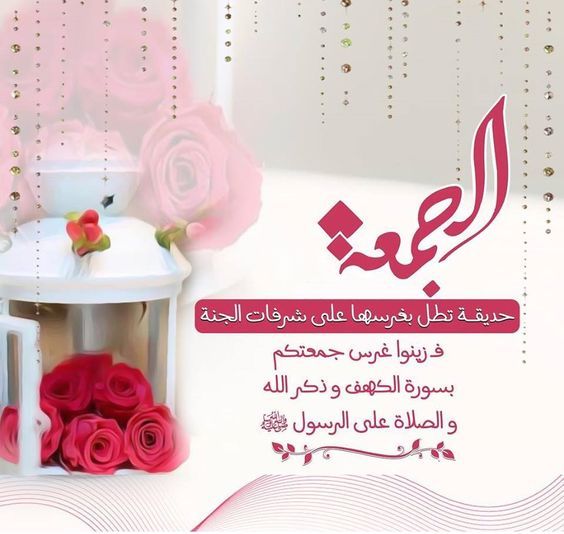 الجمعة
حديقة تطل بغرسها على شرفات الجنة
فـ زينوا غرس جمعتكم
بسورة الكهف و ذكر الله
و الصلاة على الرسول ﷺ